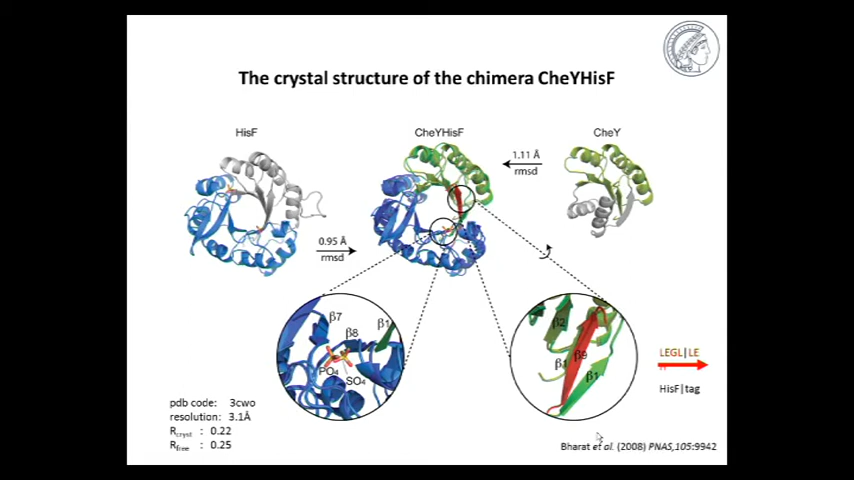 The crystal structure of the chimera CheYHisF
HisF
CheYHisF
CheY
1.11 Å
rmsd
0.95 Å
rmsd
β7
β8
β1
PO4
SO4
β2
β9
β1
β1
LEGL|LE
HisF|tag
pdb code: 3cwo
resolution: 3.1Å
Rcryst : 0.22
Rfree : 0.25
Bharat et al. (2008) PNAS,105:9942